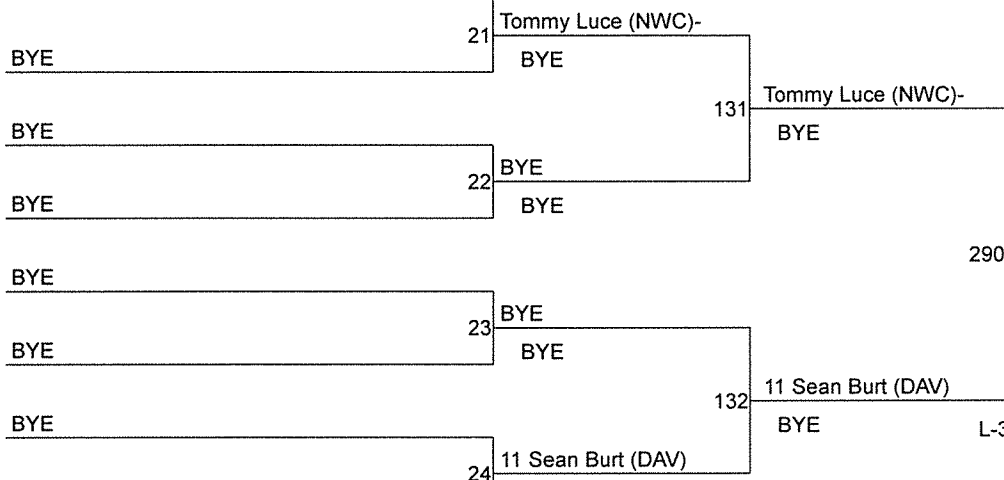 Tommy Luce (NWC)-
21
BYE
BYE
Tommy Luce (NWC)-
131
BYE
BYE
BYE
22
BYE
BYE
290
BYE
BYE
23
BYE
BYE
11 Sean Burt (DAV)
132
BYE
BYE
L-3
11 Sean Burt (DAV)
24